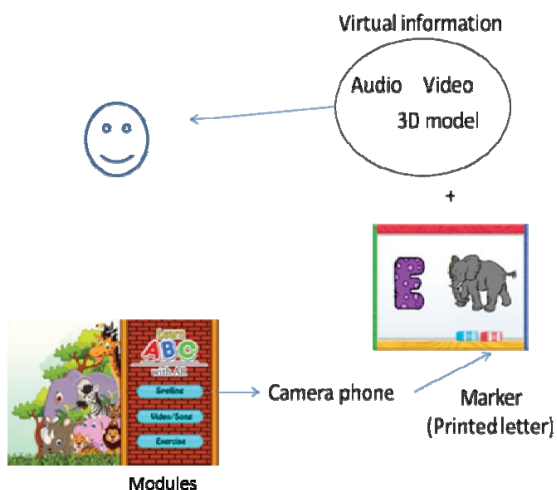 Virtual information
Audio Video
3D model
+
E
Learn
ABC
with AR
Spelling
Video/Song
Exercise
Camera phone
Marker
(Printed letter)
Modules